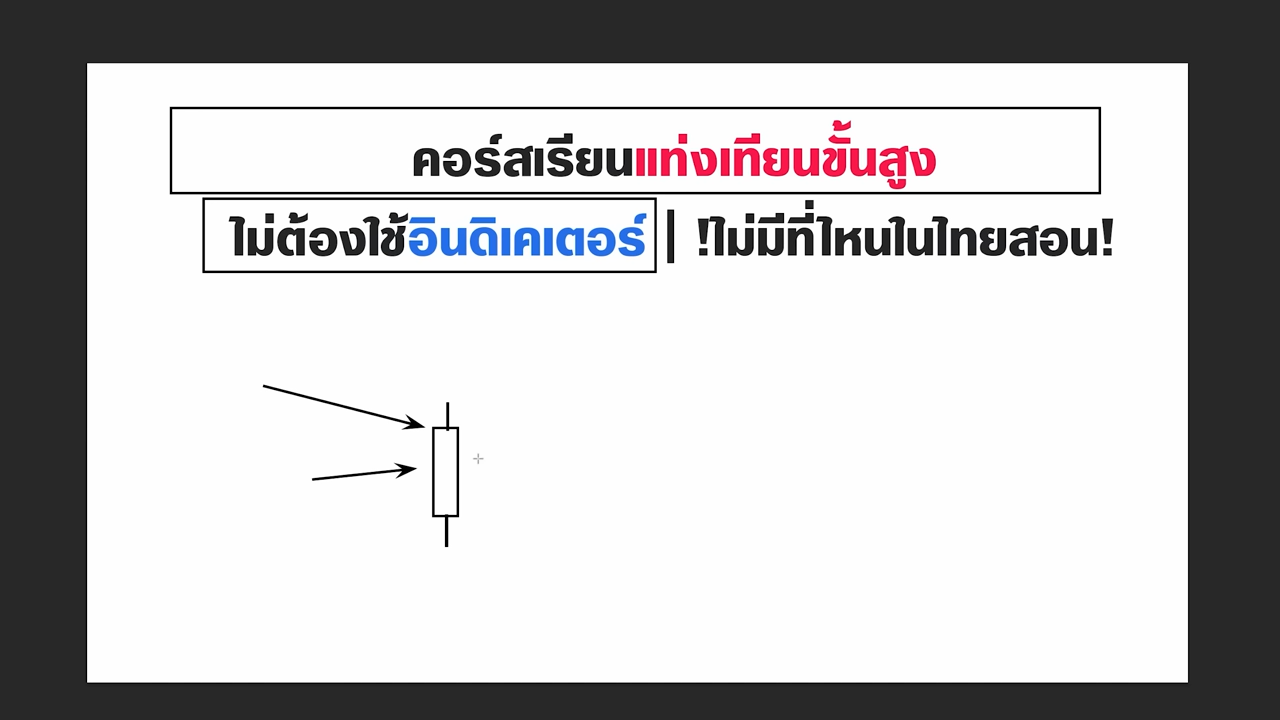 คอร์สเรียนแท่งเทียนขั้นสูง
ไม่ต้องใช้อินดิเคเตอร์ | !ไม่มีที่ไหนในไทยสอน!